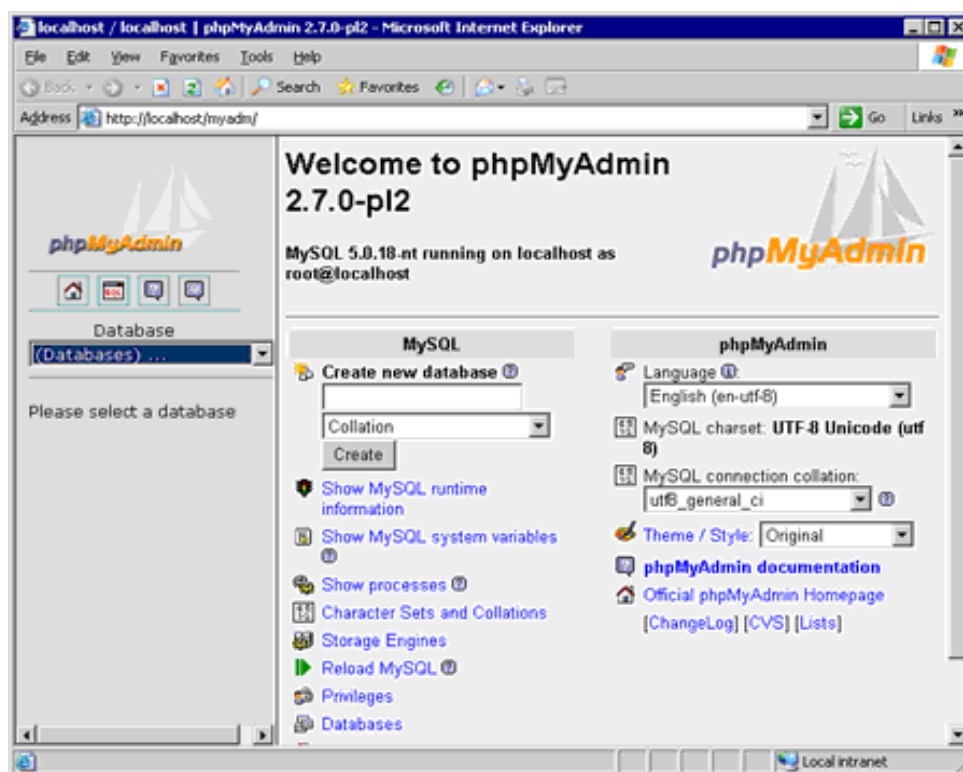 localhost / localhost | phpMyAdmin 2.7.0-pl2 - Microsoft Internet Explorer
File Edit View Favorites Tools Help
Back Search Favorites
Address http://localhost/myadm/ Go Links »
phpMyAdmin
Database
(Databases) ...
Please select a database
Welcome to phpMyAdmin
2.7.0-pl2
MySQL 5.0.18-nt running on localhost as
root@localhost
phpMyAdmin
MySQL
Create new database
Collation
Create
Show MySQL runtime
information
Show MySQL system variables
Show processes
Character Sets and Collations
Storage Engines
Reload MySQL
Privileges
Databases
phpMyAdmin
Language :
English (en-utf-8)
MySQL charset: UTF-8 Unicode (utf
8)
MySQL connection collation:
utf8_general_ci
Theme / Style: Original
phpMyAdmin documentation
Official phpMyAdmin Homepage
[ChangeLog] [CVS] [Lists]
Local intranet